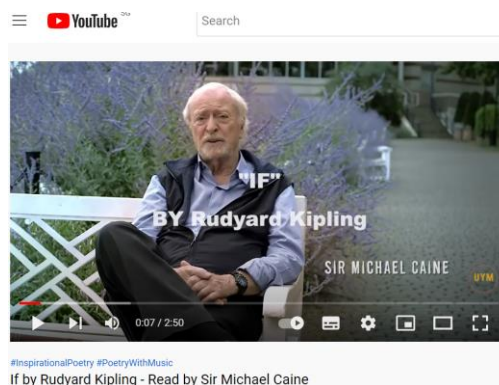 YouTube SG
Search
"IF"
BY Rudyard Kipling
SIR MICHAEL CAINE
UYM
0:07 / 2:50
#InspirationalPoetry #PoetryWithMusic
If by Rudyard Kipling - Read by Sir Michael Caine